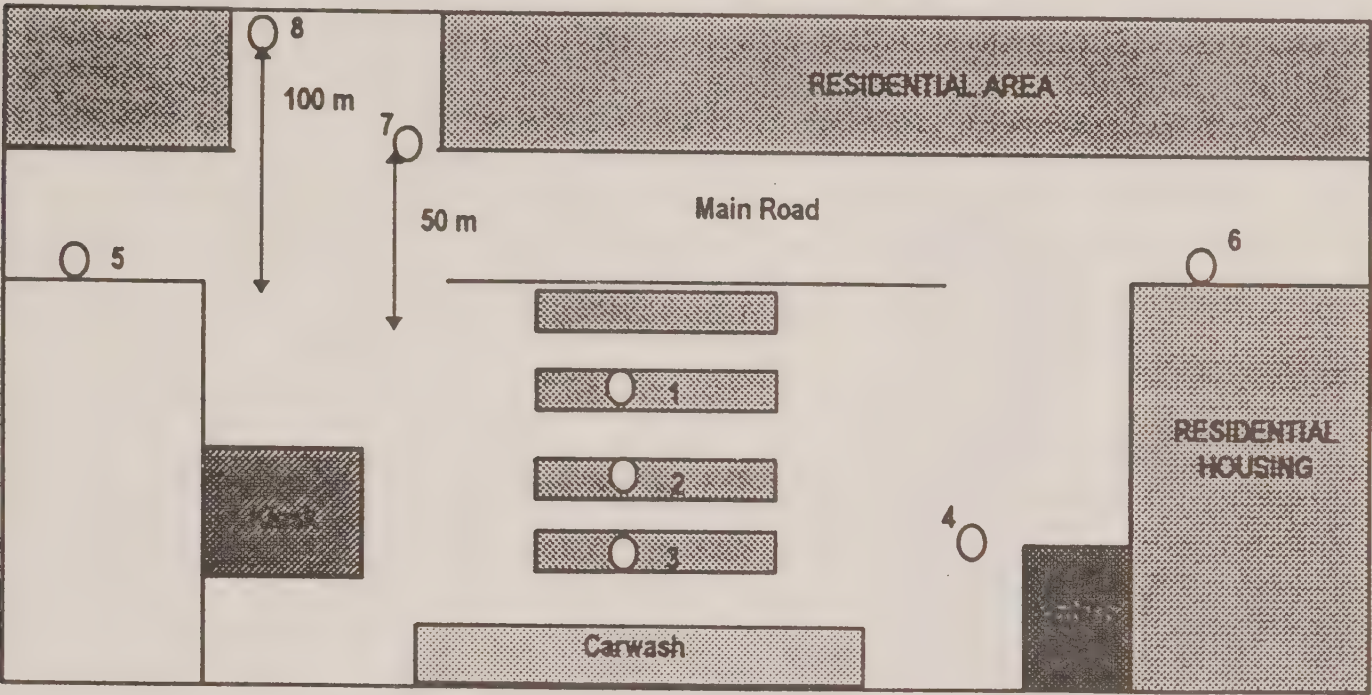 8
100 m
RESIDENTIAL AREA
7
50 m
Main Road
5
6
1
RESIDENTIAL
HOUSING
2
Kiosk
4
3
Carwash